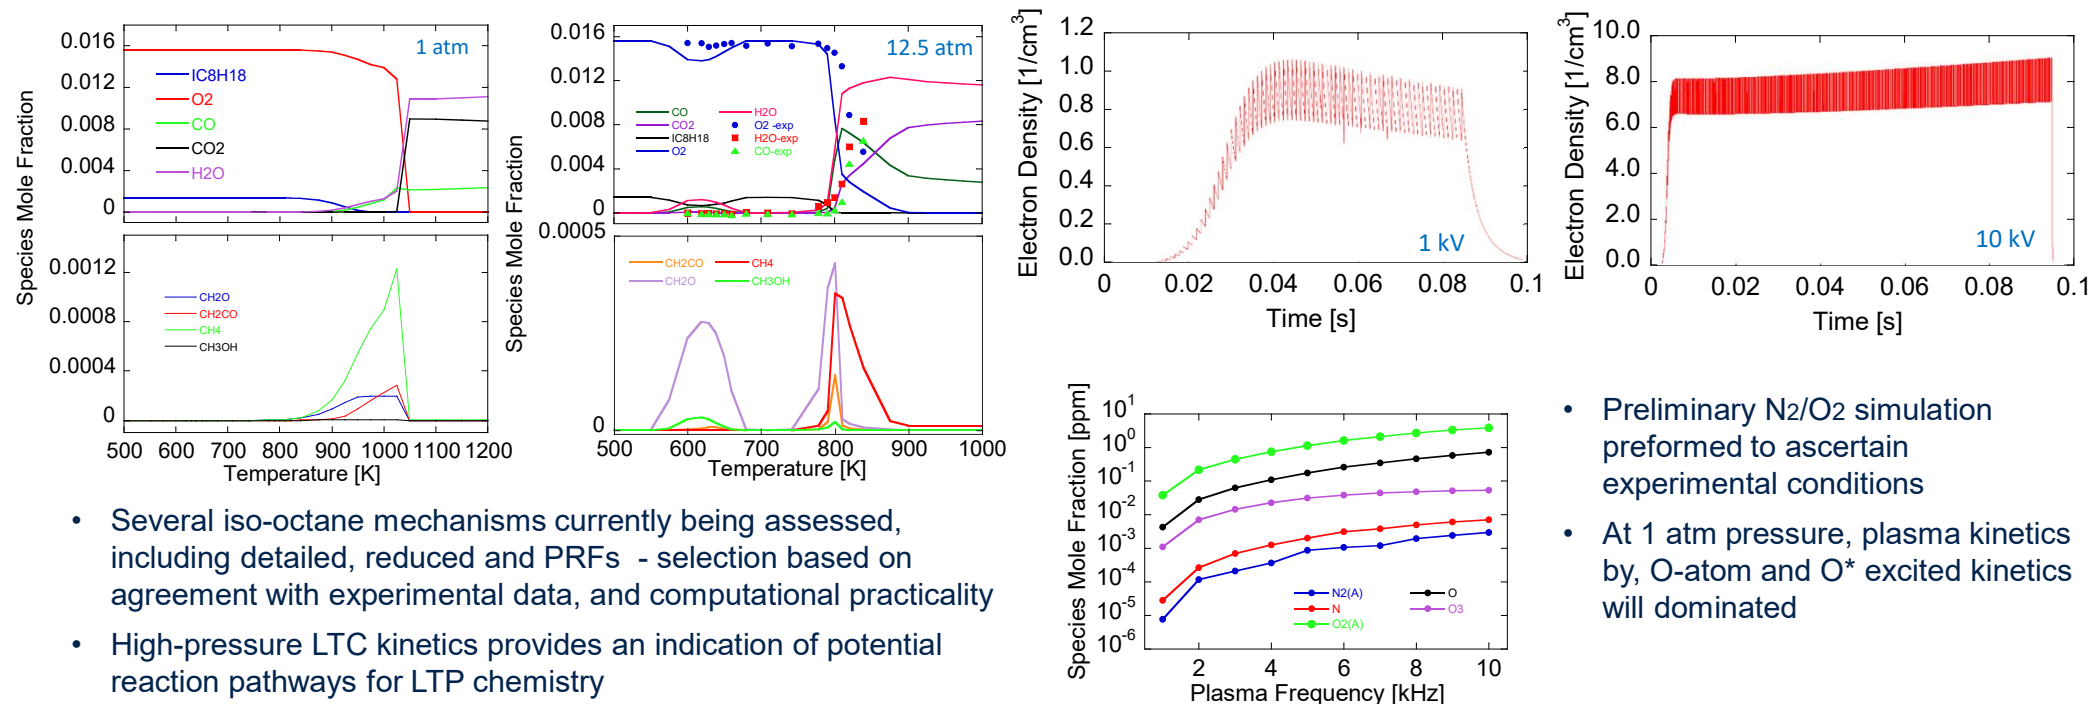 Species Mole Fraction
0.016
0.012
0.008
0.004
0
1 atm
IC8H18
O2
CO
CO2
H2O
0.0012
0.0008
0.0004
0
CH2O
CH2CO
CH4
CH3OH
500 600 700 800 900 1000 1100 1200
Temperature [K]
Species Mole Fraction
0.016
0.012
0.008
0.004
0
12.5 atm
CO H2O
CO2 O2 -exp
IC8H18 H2O-exp
O2 CO-exp
0.0005
0
CH2CO CH4
CH2O CH3OH
500 600 700 800 900 1000
Temperature [K]
• Several iso-octane mechanisms currently being assessed,
including detailed, reduced and PRFs - selection based on
agreement with experimental data, and computational practicality
• High-pressure LTC kinetics provides an indication of potential
reaction pathways for LTP chemistry
Electron Density [1/cm³]
1.2
1.0
0.8
0.6
0.4
0.2
0.0
1 kV
0 0.02 0.04 0.06 0.08 0.1
Time [s]
Electron Density [1/cm³]
10.0
8.0
6.0
4.0
2.0
0.0
10 kV
0 0.02 0.04 0.06 0.08 0.1
Time [s]
Species Mole Fraction [ppm]
10¹
10⁰
10⁻¹
10⁻²
10⁻³
10⁻⁴
10⁻⁵
10⁻⁶
N2(A) O
N O3
O2(A)
2 4 6 8 10
Plasma Frequency [kHz]
• Preliminary N2/O2 simulation
preformed to ascertain
experimental conditions
• At 1 atm pressure, plasma kinetics
by, O-atom and O* excited kinetics
will dominated